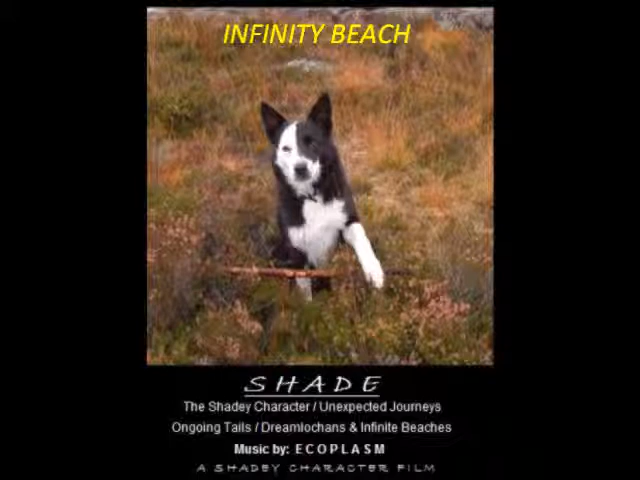 INFINITY BEACH
SHADE
The Shadey Character / Unexpected Journeys
Ongoing Tails / Dreamlochans & Infinite Beaches
Music by: ECOPLASM
A SHADEY CHARACTER FILM